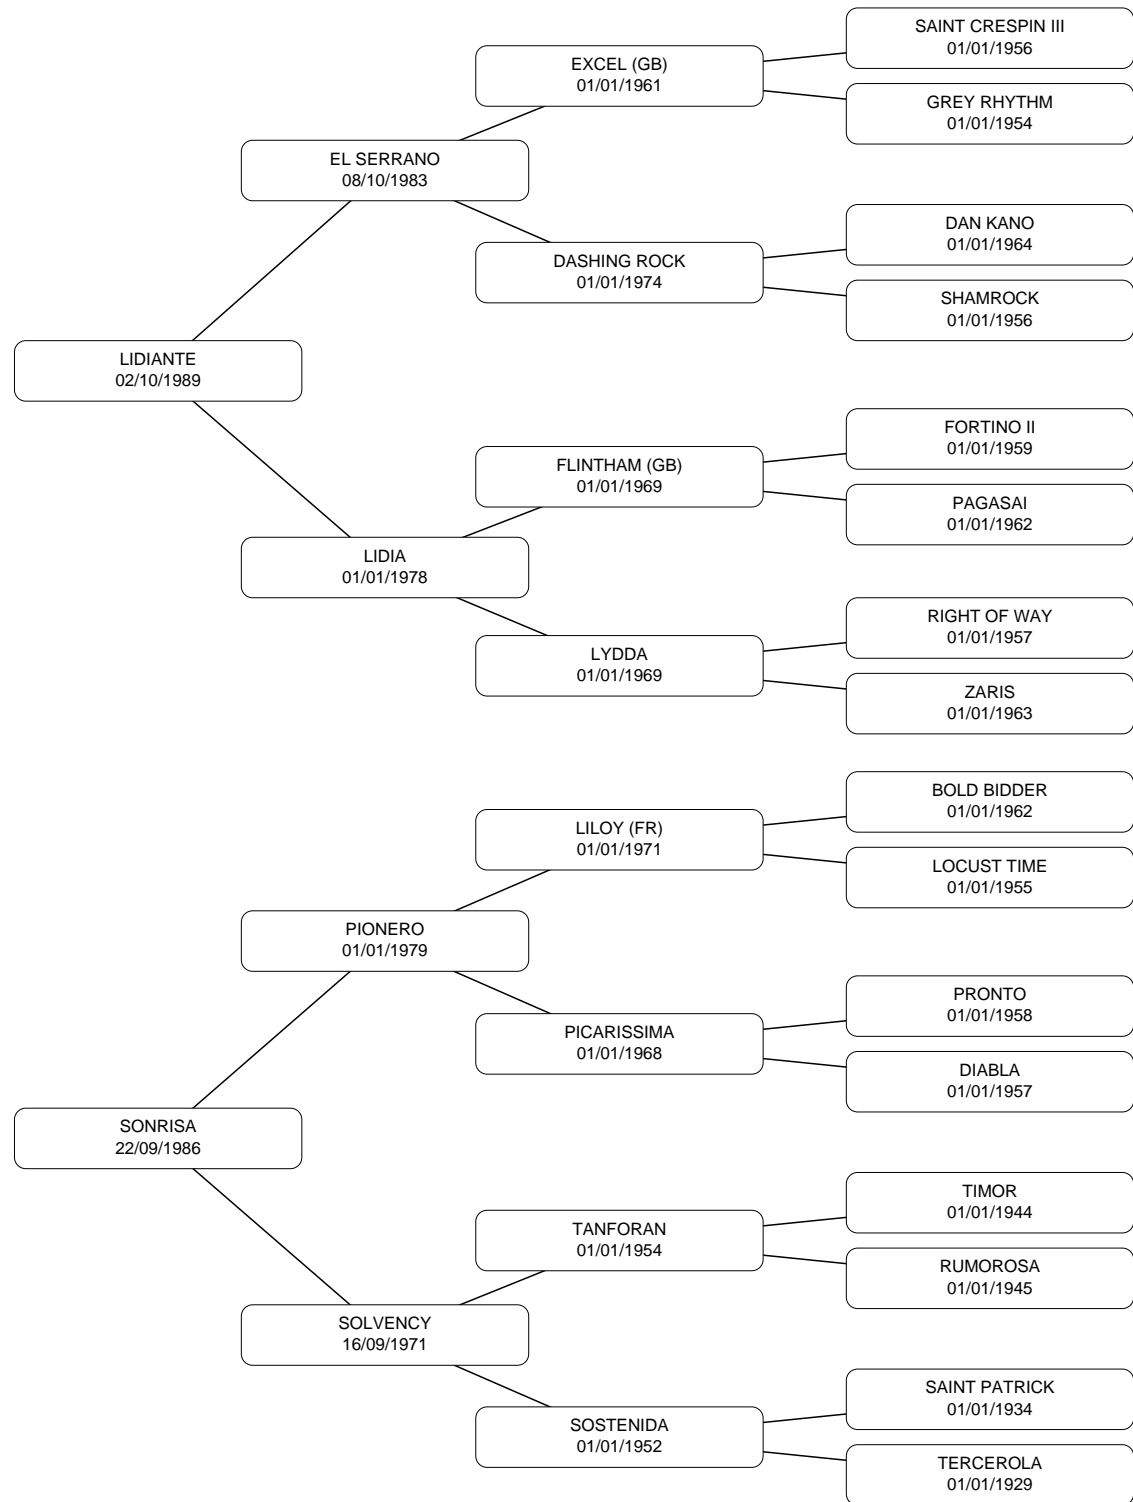 SAINT CRESPIN III
01/01/1956
EXCEL (GB)
01/01/1961
GREY RHYTHM
01/01/1954
EL SERRANO
08/10/1983
DAN KANO
01/01/1964
DASHING ROCK
01/01/1974
SHAMROCK
01/01/1956
LIDIANTE
02/10/1989
FORTINO II
01/01/1959
FLINTHAM (GB)
01/01/1969
PAGASAI
01/01/1962
LIDIA
01/01/1978
RIGHT OF WAY
01/01/1957
LYDDA
01/01/1969
ZARIS
01/01/1963
BOLD BIDDER
01/01/1962
LILOY (FR)
01/01/1971
LOCUST TIME
01/01/1955
PIONERO
01/01/1979
PRONTO
01/01/1958
PICARISSIMA
01/01/1968
DIABLA
01/01/1957
SONRISA
22/09/1986
TIMOR
01/01/1944
TANFORAN
01/01/1954
RUMOROSA
01/01/1945
SOLVENCY
16/09/1971
SAINT PATRICK
01/01/1934
SOSTENIDA
01/01/1952
TERCEROLA
01/01/1929